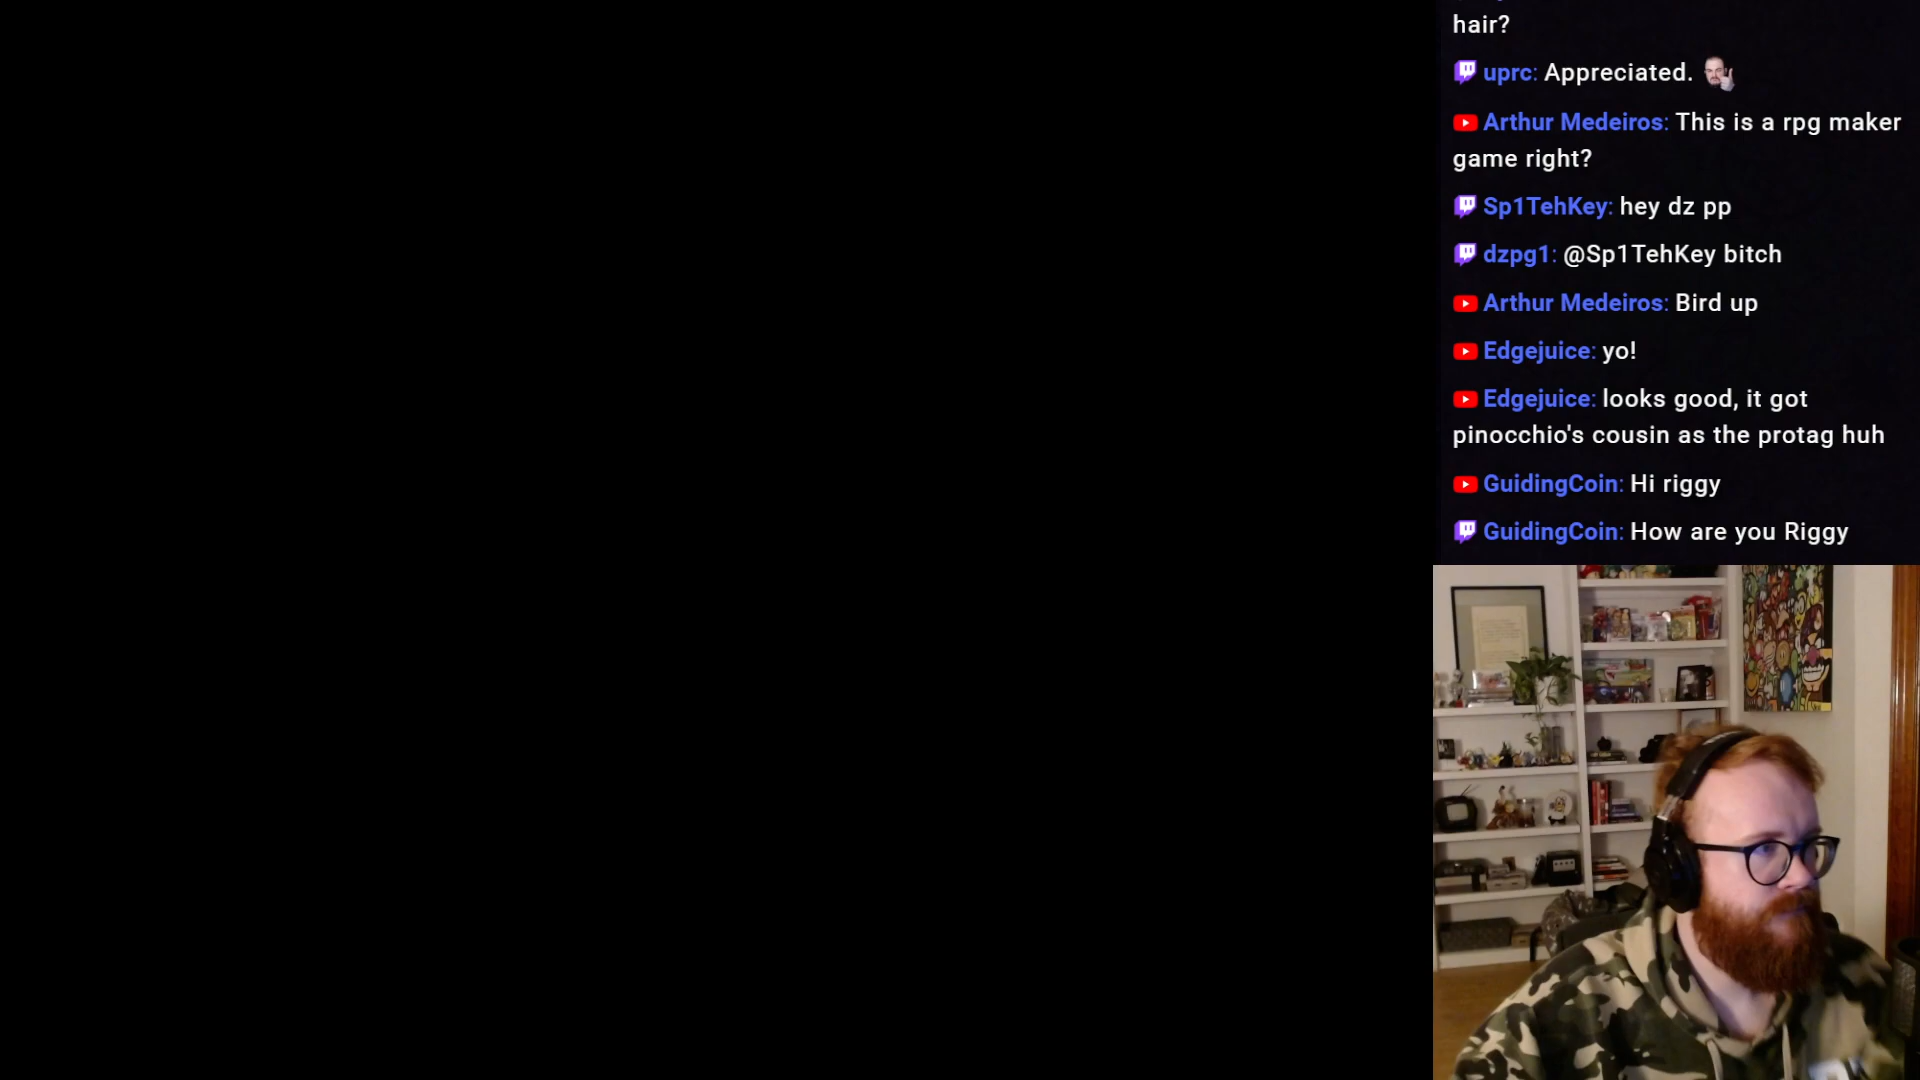 hair?
uprc: Appreciated.
Arthur Medeiros: This is a rpg maker
game right?
Sp1TehKey: hey dz pp
dzpg1: @Sp1TehKey bitch
Arthur Medeiros: Bird up
Edgejuice: yo!
Edgejuice: looks good, it got
pinocchio's cousin as the protag huh
GuidingCoin: Hi riggy
GuidingCoin: How are you Riggy